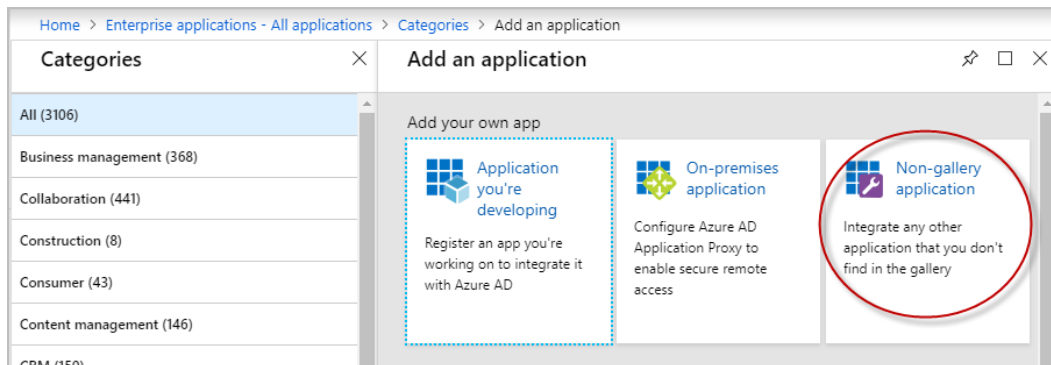 Home > Enterprise applications - All applications > Categories > Add an application
Categories
All (3106)
Business management (368)
Collaboration (441)
Construction (8)
Consumer (43)
Content management (146)
CRM (150)
Add an application
Add your own app
Application
you're
developing
Register an app you're
working on to integrate it
with Azure AD
On-premises
application
Configure Azure AD
Application Proxy to
enable secure remote
access
Non-gallery
application
Integrate any other
application that you don't
find in the gallery